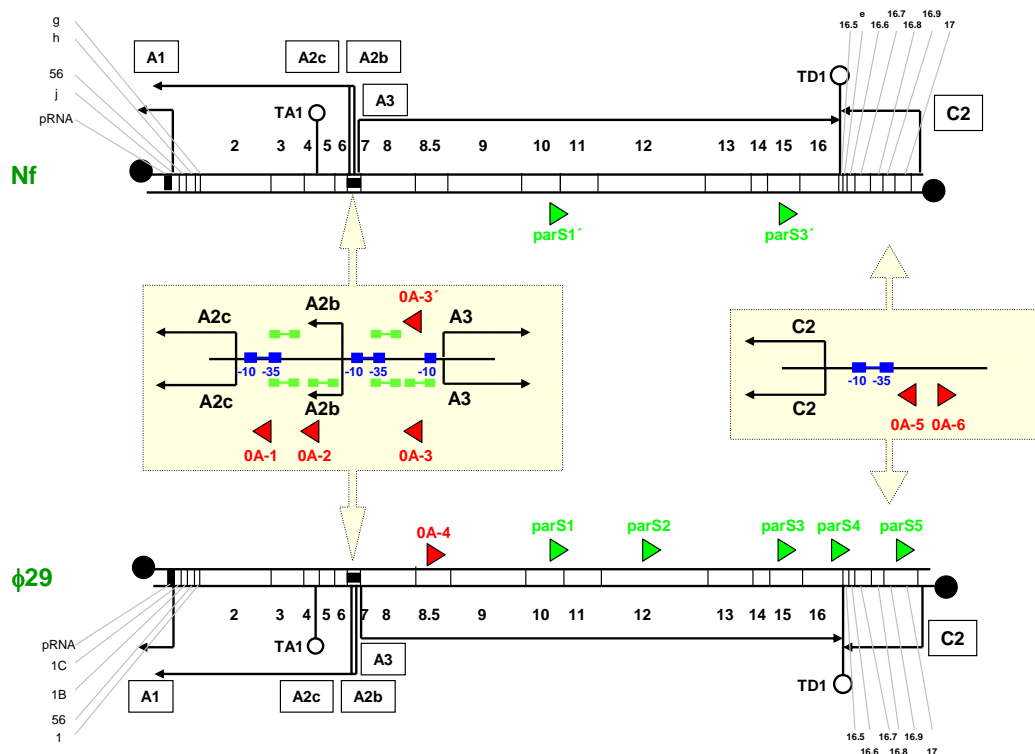 g
h
56
j
pRNA
A1
A2c
A2b
A3
TA1
TD1
C2
16.5
e
16.6
16.7
16.8
16.9
17
2 3 4 5 6 7 8 8.5 9 10 11 12 13 14 15 16
Nf
parS1´
parS3´
A2c
A2b
0A-3´
A3
-10 -35 -10 -35 -10
A2c
A2b
A3
0A-1
0A-2
0A-3
C2
-10 -35
C2
0A-5
0A-6
0A-4
parS1
parS2
parS3
parS4
parS5
ϕ29
2 3 4 5 6 7 8 8.5 9 10 11 12 13 14 15 16
pRNA
1C
1B
56
1
TA1
A3
A1
A2c
A2b
TD1
C2
16.5
16.6
16.7
16.8
16.9
17